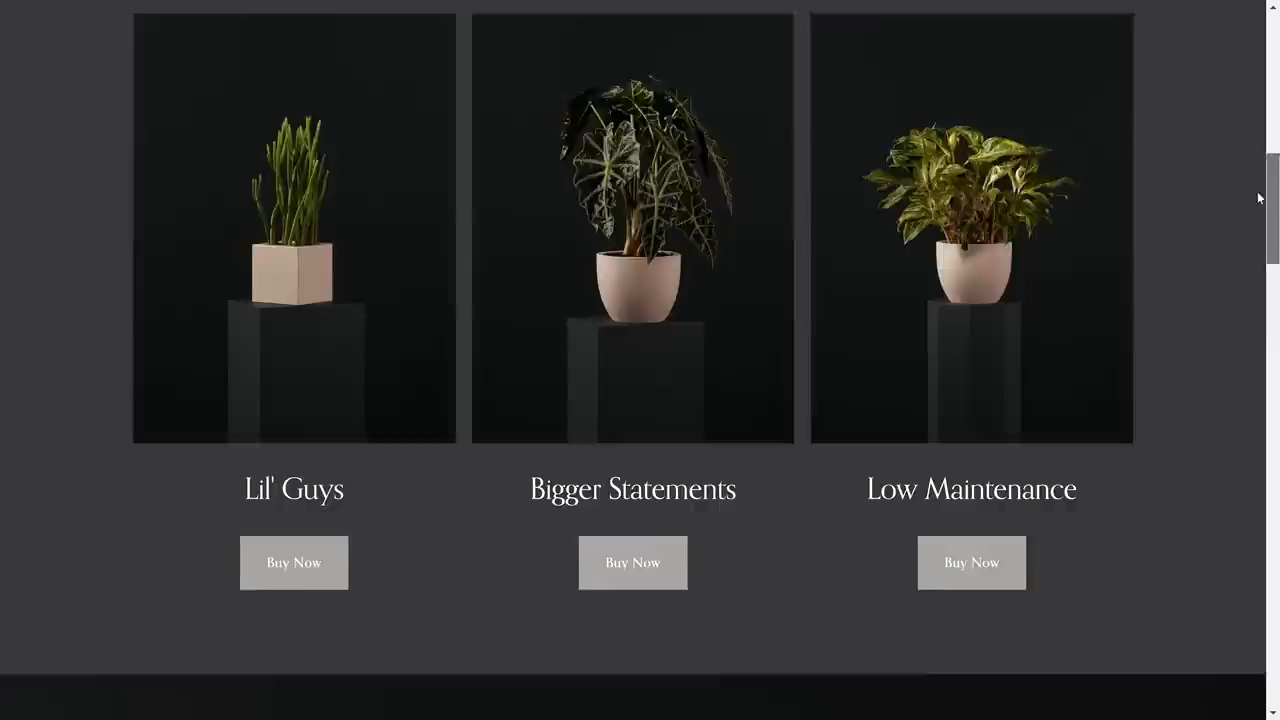 Lil' Guys
Bigger Statements
Low Maintenance
Buy Now
Buy Now
Buy Now